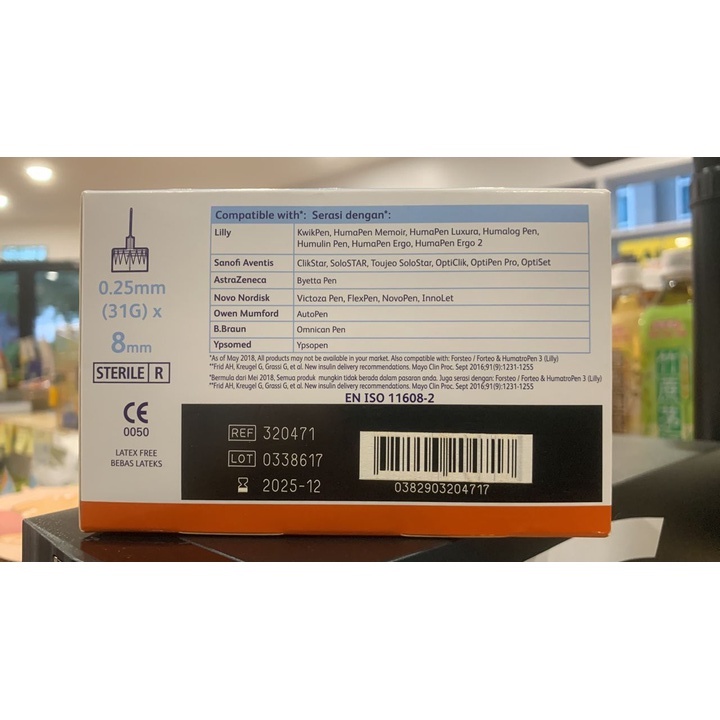 Compatible with*: Serasi dengan*:
Lilly KwikPen, HumaPen Memoir, HumaPen Luxura, Humalog Pen,
Humulin Pen, HumaPen Ergo, HumaPen Ergo 2
Sanofi Aventis ClikStar, SoloSTAR, Toujeo SoloStar, OptiClik, OptiPen Pro, OptiSet
AstraZeneca Byetta Pen
Novo Nordisk Victoza Pen, FlexPen, NovoPen, InnoLet
Owen Mumford AutoPen
B.Braun Omnican Pen
Ypsomed Ypsopen
*As of May 2018, All products may not be available in your market. Also compatible with: Forsteo / Forteo & HumatroPen 3 (Lilly)
**Frid AH, Kreugel G, Grassi G, et al. New insulin delivery recommendations. Mayo Clin Proc. Sept 2016;91(9):1231-1255
*Bermula dari Mei 2018, Semua produk mungkin tidak berada dalam pasaran anda. Juga serasi dengan: Forsteo / Forteo & HumatroPen 3 (Lilly)
**Frid AH, Kreugel G, Grassi G, et al. New insulin delivery recommendations. Mayo Clin Proc. Sept 2016;91(9):1231-1255
EN ISO 11608-2
0.25mm
(31G) x
8mm
STERILE R
CE
0050
LATEX FREE
BEBAS LATEKS
REF 320471
LOT 0338617
2025-12
0382903204717